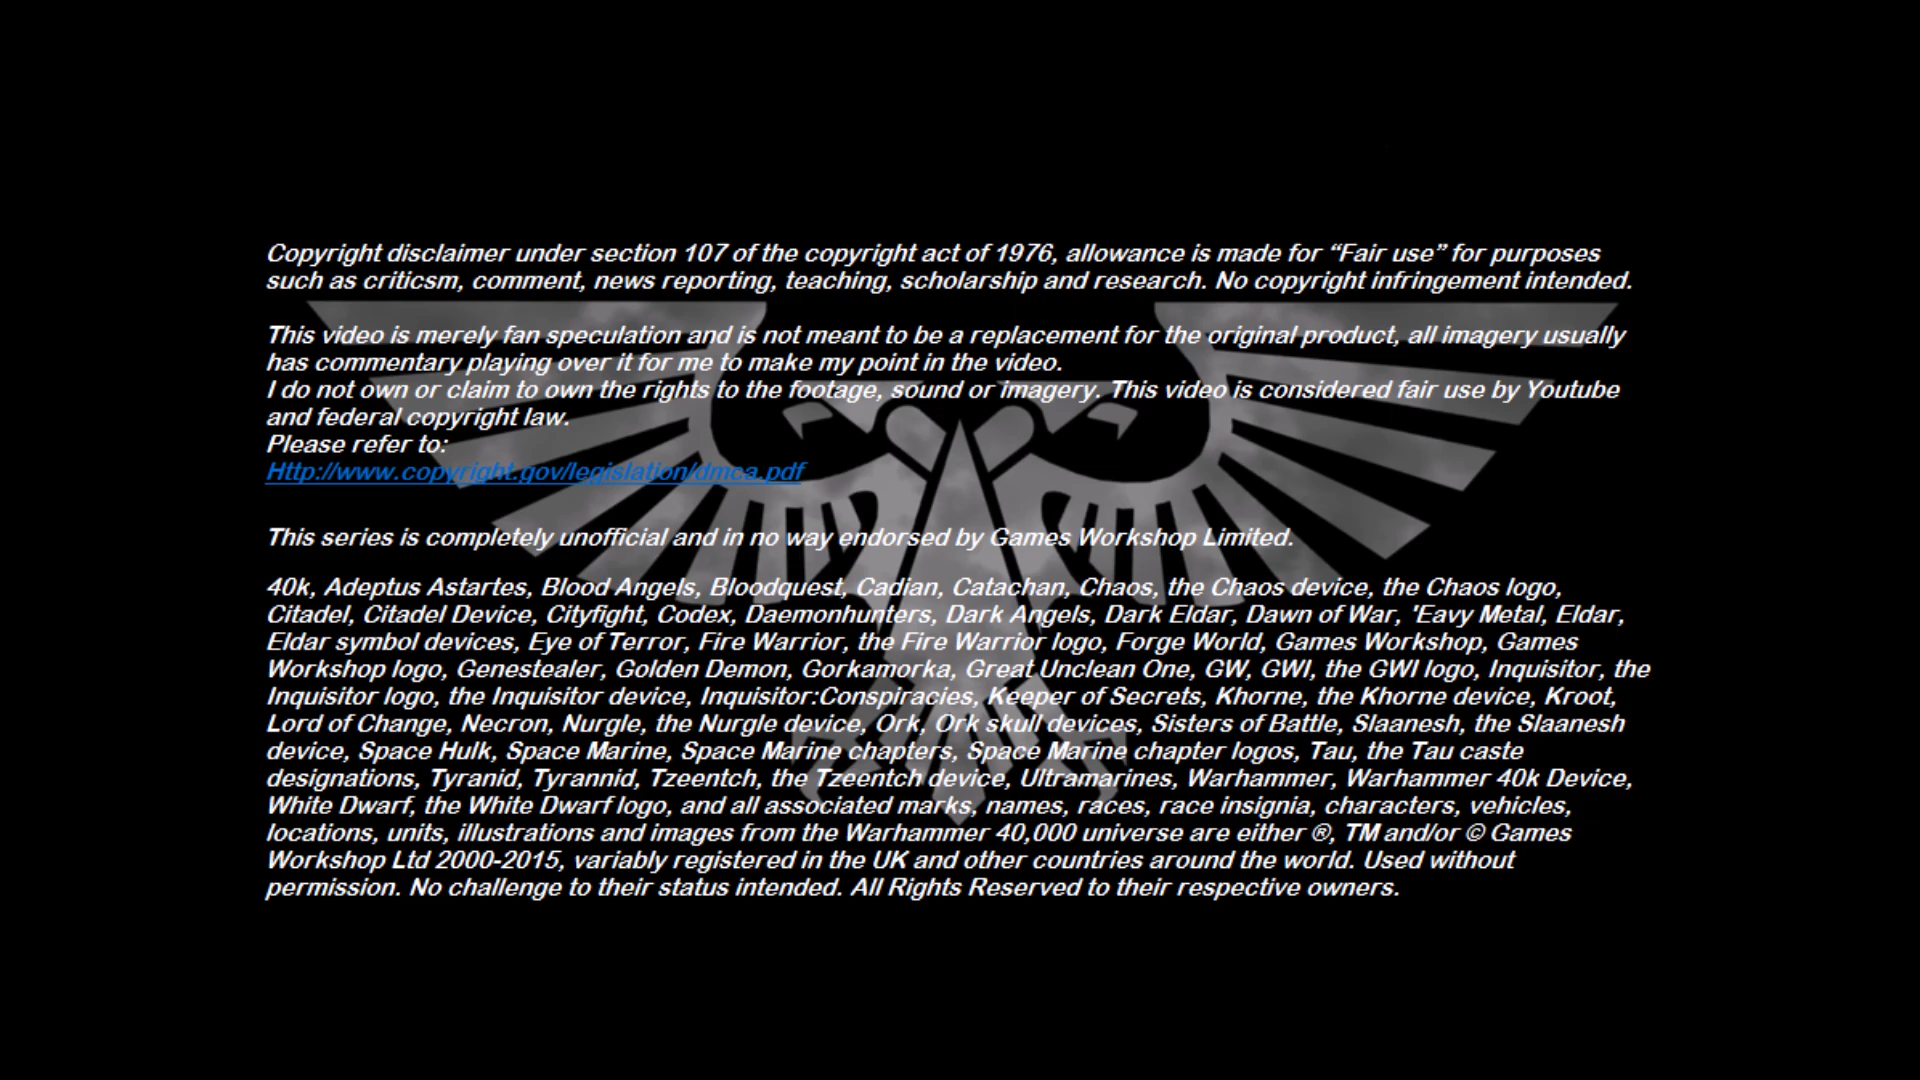 Copyright disclaimer under section 107 of the copyright act of 1976, allowance is made for “Fair use” for purposes
such as criticsm, comment, news reporting, teaching, scholarship and research. No copyright infringement intended.
This video is merely fan speculation and is not meant to be a replacement for the original product, all imagery usually
has commentary playing over it for me to make my point in the video.
I do not own or claim to own the rights to the footage, sound or imagery. This video is considered fair use by Youtube
and federal copyright law.
Please refer to:
Http://www.copyright.gov/legislation/dmca.pdf
This series is completely unofficial and in no way endorsed by Games Workshop Limited.
40k, Adeptus Astartes, Blood Angels, Bloodquest, Cadian, Catachan, Chaos, the Chaos device, the Chaos logo,
Citadel, Citadel Device, Cityfight, Codex, Daemonhunters, Dark Angels, Dark Eldar, Dawn of War, 'Eavy Metal, Eldar,
Eldar symbol devices, Eye of Terror, Fire Warrior, the Fire Warrior logo, Forge World, Games Workshop, Games
Workshop logo, Genestealer, Golden Demon, Gorkamorka, Great Unclean One, GW, GWI, the GWI logo, Inquisitor, the
Inquisitor logo, the Inquisitor device, Inquisitor:Conspiracies, Keeper of Secrets, Khorne, the Khorne device, Kroot,
Lord of Change, Necron, Nurgle, the Nurgle device, Ork, Ork skull devices, Sisters of Battle, Slaanesh, the Slaanesh
device, Space Hulk, Space Marine, Space Marine chapters, Space Marine chapter logos, Tau, the Tau caste
designations, Tyranid, Tyrannid, Tzeentch, the Tzeentch device, Ultramarines, Warhammer, Warhammer 40k Device,
White Dwarf, the White Dwarf logo, and all associated marks, names, races, race insignia, characters, vehicles,
locations, units, illustrations and images from the Warhammer 40,000 universe are either ®, TM and/or © Games
Workshop Ltd 2000-2015, variably registered in the UK and other countries around the world. Used without
permission. No challenge to their status intended. All Rights Reserved to their respective owners.